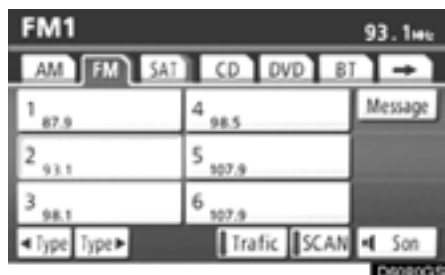 FM1 93.1MHz
AM FM SAT CD DVD BT
1 87.9 4 98.5 Message
2 93.1 5 107.9
3 98.1 6 107.9
◄Type Type► Trafic SCAN Son